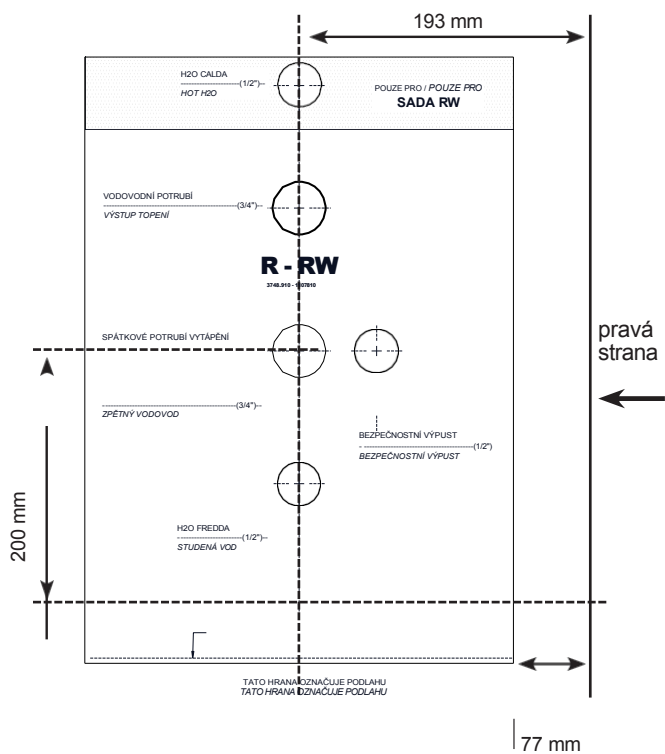 193 mm
H2O CALDA
(1/2")
HOT H2O
POUZE PRO / POUZE PRO
SADA RW
VODOVODNÍ POTRUBÍ
(3/4")
VÝSTUP TOPENÍ
R - RW
SPÁTKOVÉ POTRUBÍ VYTÁPĚNÍ
pravá
strana
(3/4")
ZPĚTNÝ VODOVOD
BEZPEČNOSTNÍ VÝPUST
(1/2")
BEZPEČNOSTNÍ VÝPUST
200 mm
H2O FREDDA
(1/2")
STUDENÁ VOD
TATO HRANA OZNAČUJE PODLAHU
TATO HRANA OZNAČUJE PODLAHU
77 mm